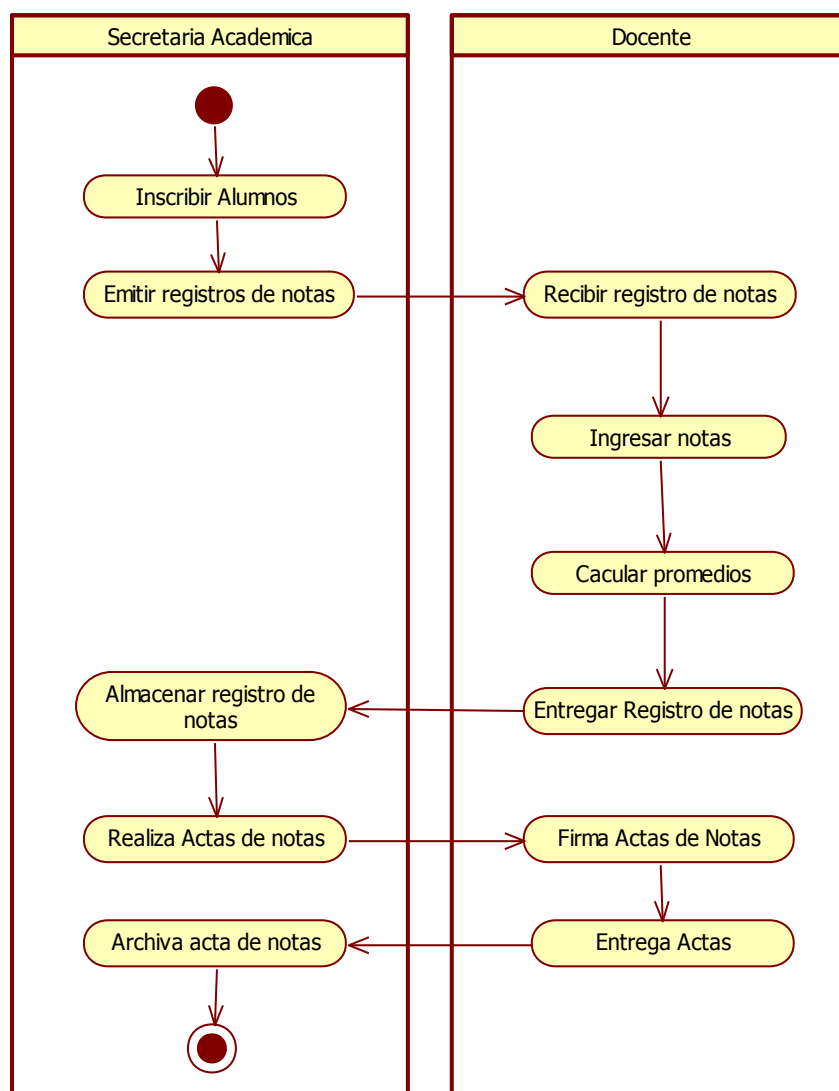 Secretaria Academica
Docente
Inscribir Alumnos
Emitir registros de notas
Recibir registro de notas
Ingresar notas
Cacular promedios
Almacenar registro de
notas
Entregar Registro de notas
Realiza Actas de notas
Firma Actas de Notas
Archiva acta de notas
Entrega Actas